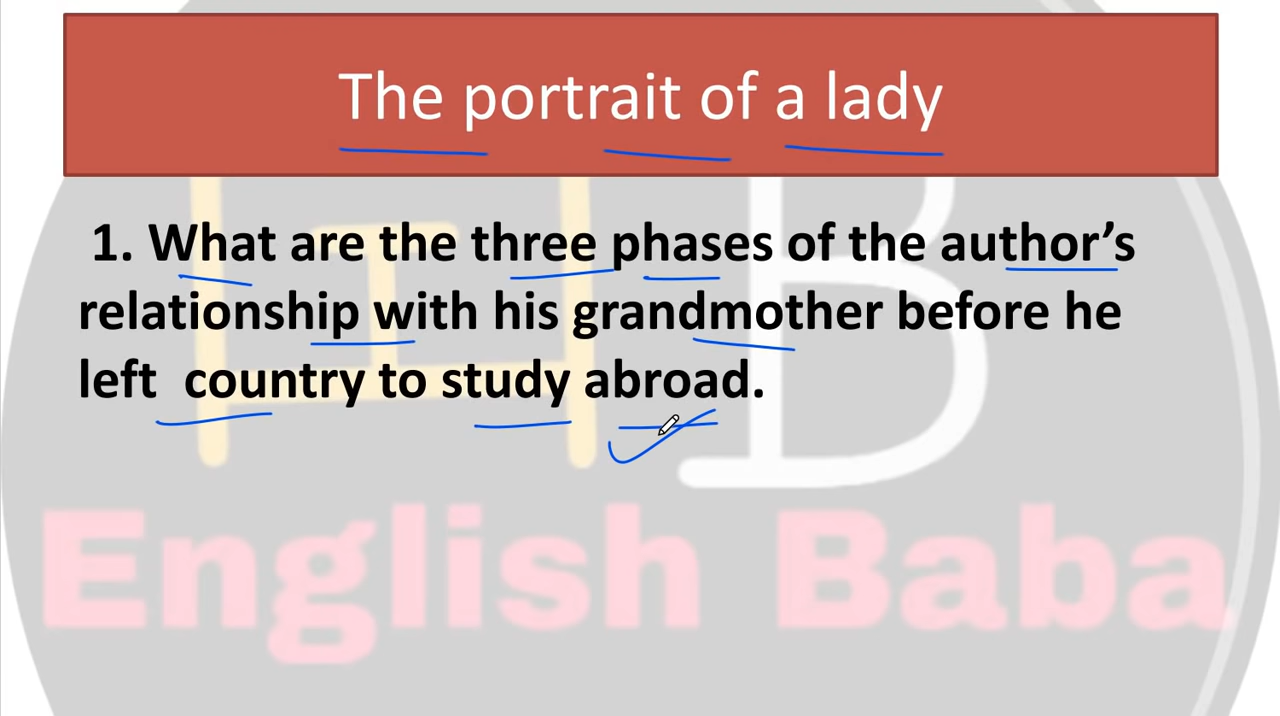 The portrait of a lady
1. What are the three phases of the author’s
relationship with his grandmother before he
left  country to study abroad.
English Baba